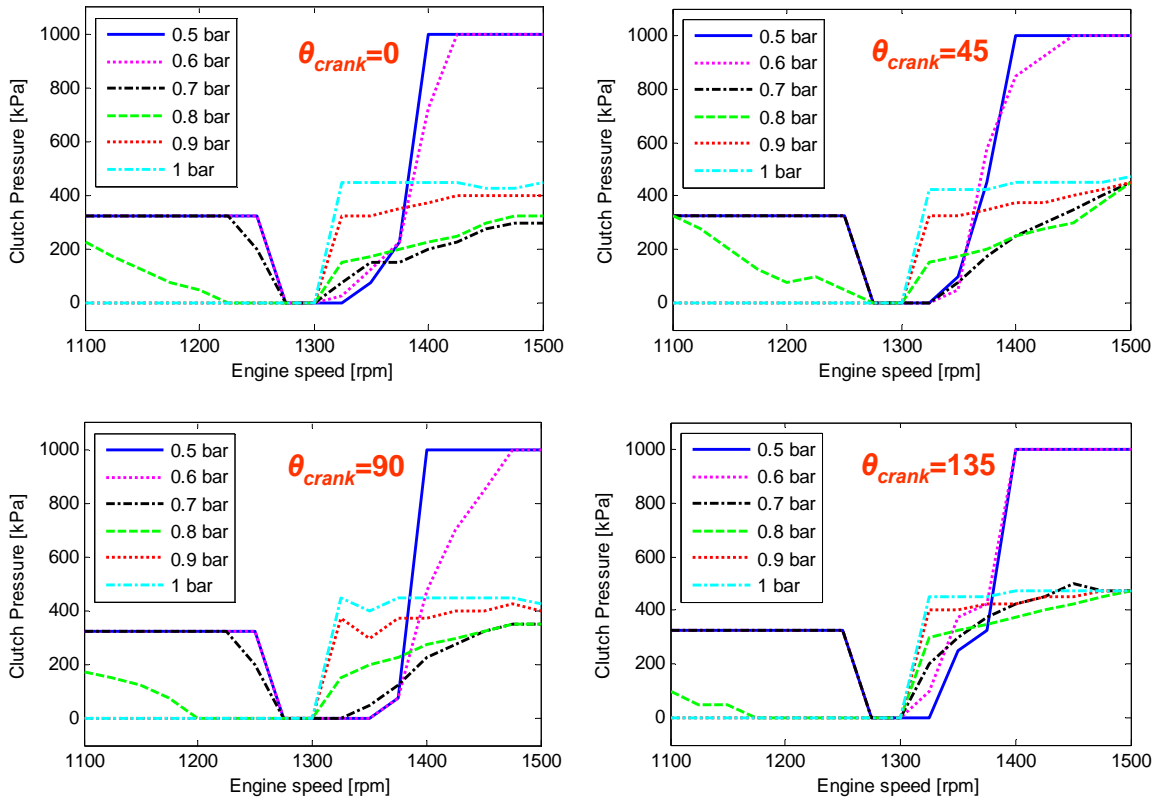 θcrank=0
Clutch Pressure [kPa]
1000
800
600
400
200
0
0.5 bar
0.6 bar
0.7 bar
0.8 bar
0.9 bar
1 bar
1100 1200 1300 1400 1500
Engine speed [rpm]
θcrank=45
Clutch Pressure [kPa]
1000
800
600
400
200
0
0.5 bar
0.6 bar
0.7 bar
0.8 bar
0.9 bar
1 bar
1100 1200 1300 1400 1500
Engine speed [rpm]
θcrank=90
Clutch Pressure [kPa]
1000
800
600
400
200
0
0.5 bar
0.6 bar
0.7 bar
0.8 bar
0.9 bar
1 bar
1100 1200 1300 1400 1500
Engine speed [rpm]
θcrank=135
Clutch Pressure [kPa]
1000
800
600
400
200
0
0.5 bar
0.6 bar
0.7 bar
0.8 bar
0.9 bar
1 bar
1100 1200 1300 1400 1500
Engine speed [rpm]